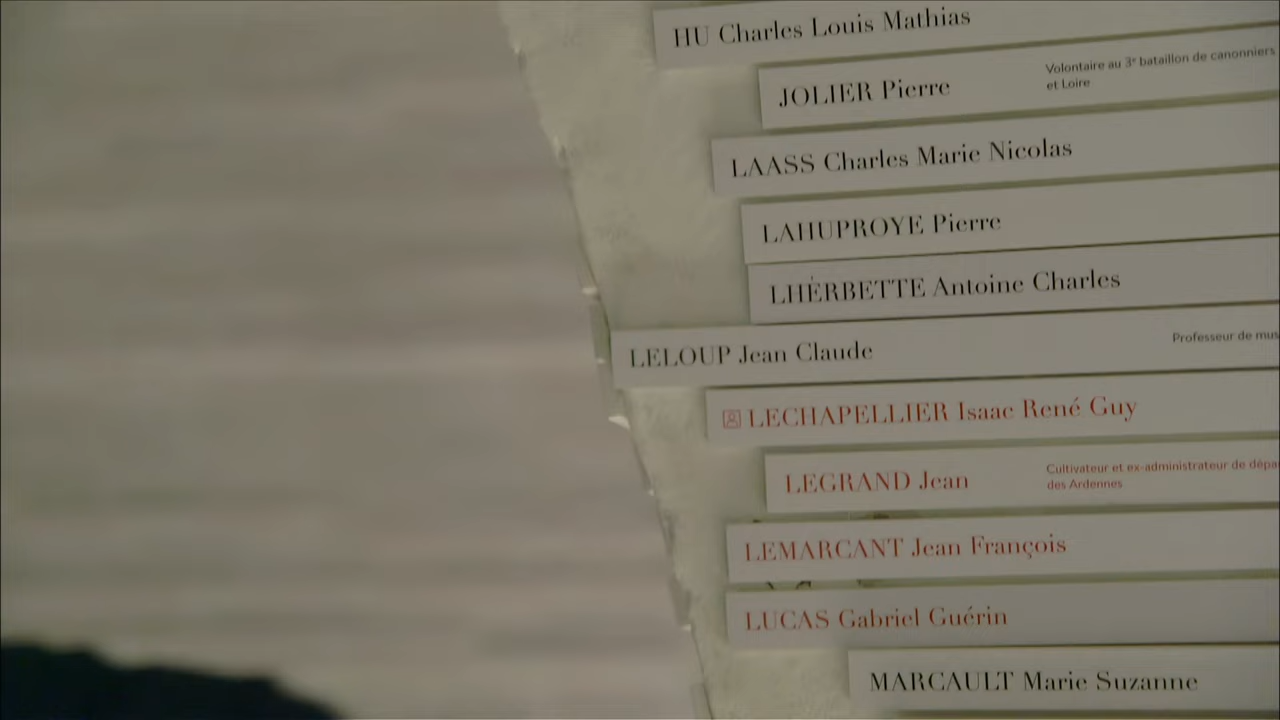 HU Charles Louis Mathias
JOLIER Pierre
Volontaire au 3e bataillon de canonniers
et Loire
LAASS Charles Marie Nicolas
LAHUPROYE Pierre
LHÈRBETTE Antoine Charles
LELOUP Jean Claude
Professeur de mus
LECHAPELLIER Isaac René Guy
LEGRAND Jean
Cultivateur et ex-administrateur de dépa
des Ardennes
LEMARCANT Jean François
LUCAS Gabriel Guérin
MARCAULT Marie Suzanne